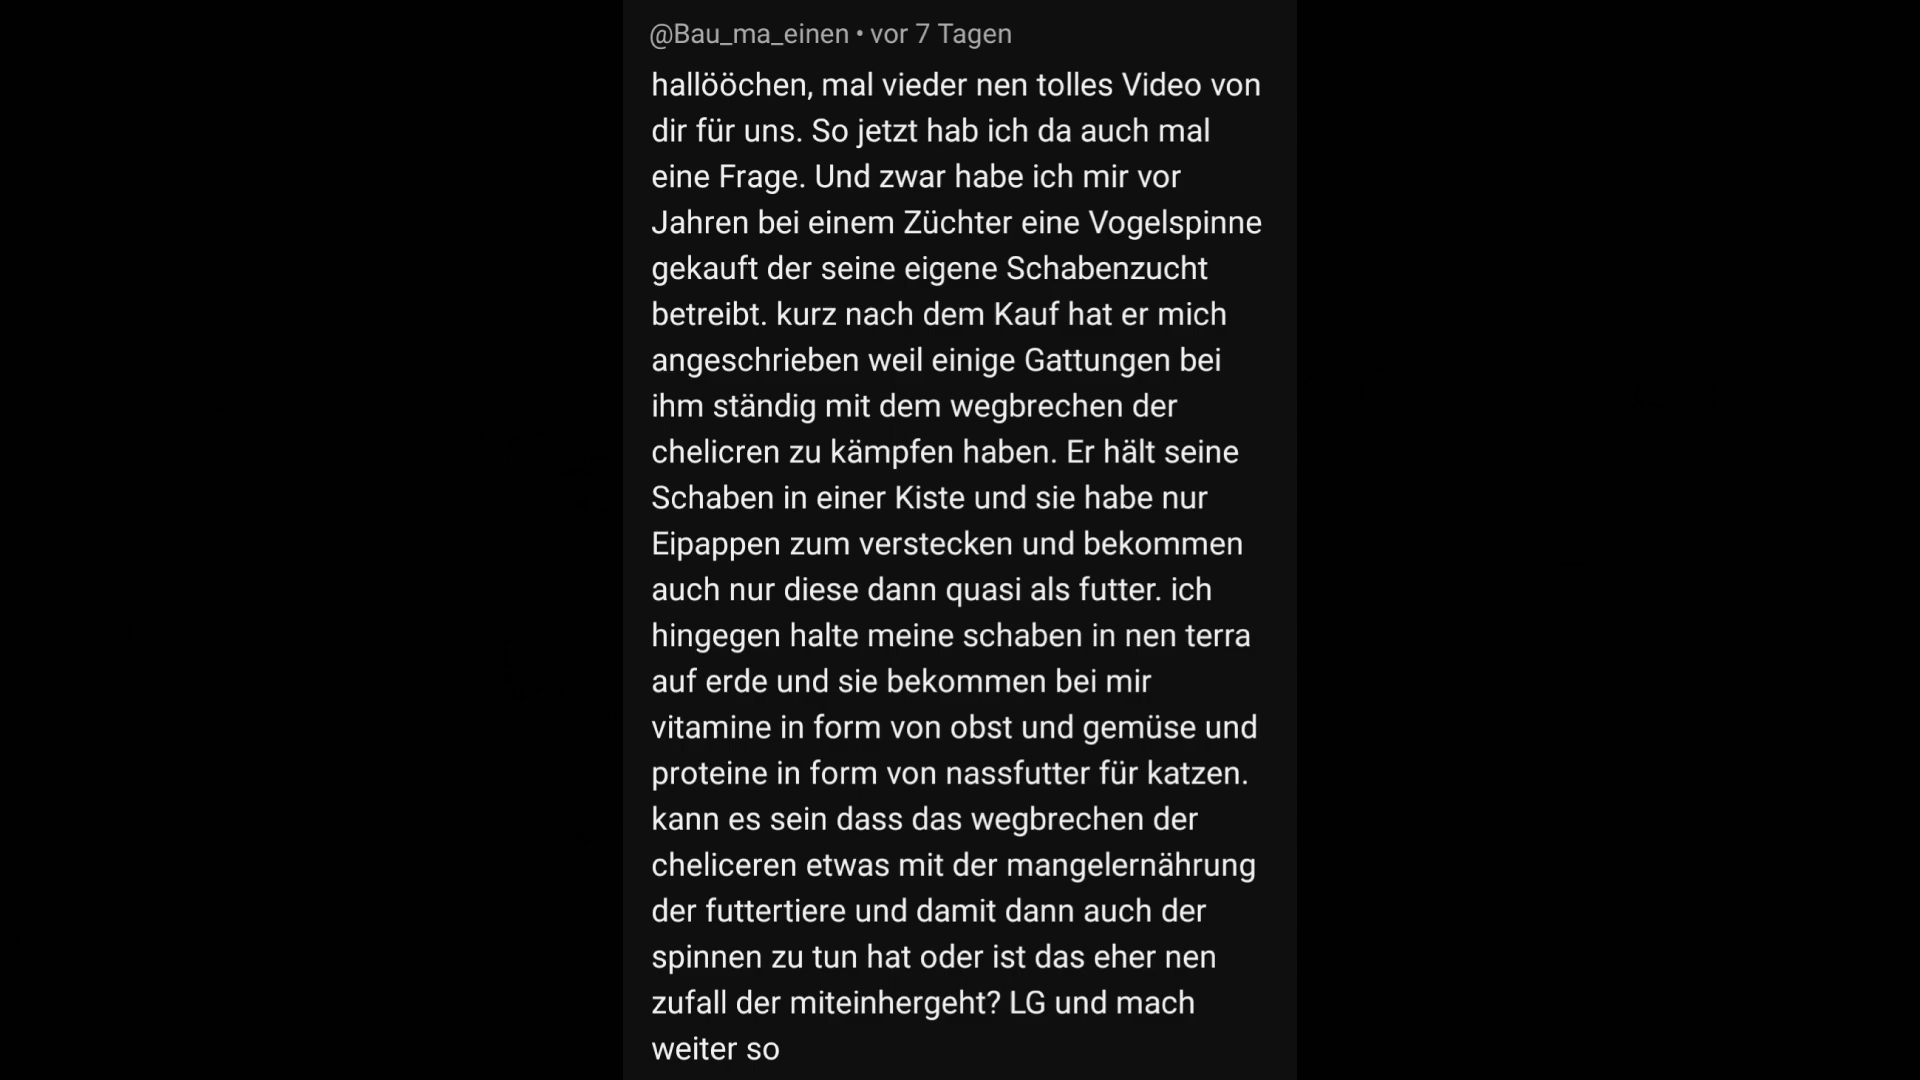 @Bau_ma_einen • vor 7 Tagen
hallööchen, mal vieder nen tolles Video von
dir für uns. So jetzt hab ich da auch mal
eine Frage. Und zwar habe ich mir vor
Jahren bei einem Züchter eine Vogelspinne
gekauft der seine eigene Schabenzucht
betreibt. kurz nach dem Kauf hat er mich
angeschrieben weil einige Gattungen bei
ihm ständig mit dem wegbrechen der
chelicren zu kämpfen haben. Er hält seine
Schaben in einer Kiste und sie habe nur
Eipappen zum verstecken und bekommen
auch nur diese dann quasi als futter. ich
hingegen halte meine schaben in nen terra
auf erde und sie bekommen bei mir
vitamine in form von obst und gemüse und
proteine in form von nassfutter für katzen.
kann es sein dass das wegbrechen der
cheliceren etwas mit der mangelernährung
der futtertiere und damit dann auch der
spinnen zu tun hat oder ist das eher nen
zufall der miteinhergeht? LG und mach
weiter so